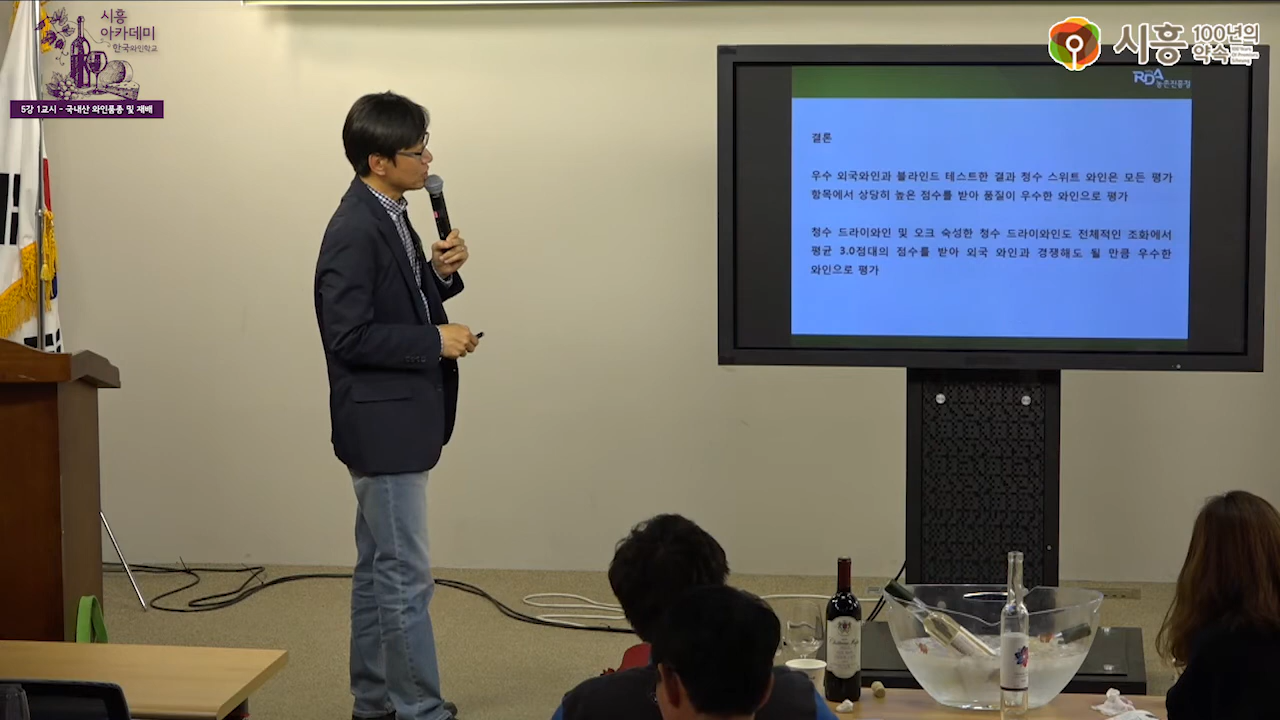 시흥
아카데미
한국와인학교
5강 1교시 - 국내산 와인품종 및 재배
시흥 100년의
약속
RDA 농촌진흥청
결론
우수 외국와인과 블라인드 테스트한 결과 청수 스위트 와인은 모든 평가
항목에서 상당히 높은 점수를 받아 품질이 우수한 와인으로 평가
청수 드라이와인 및 오크 숙성한 청수 드라이와인도 전체적인 조화에서
평균 3.0점대의 점수를 받아 외국 와인과 경쟁해도 될 만큼 우수한
와인으로 평가